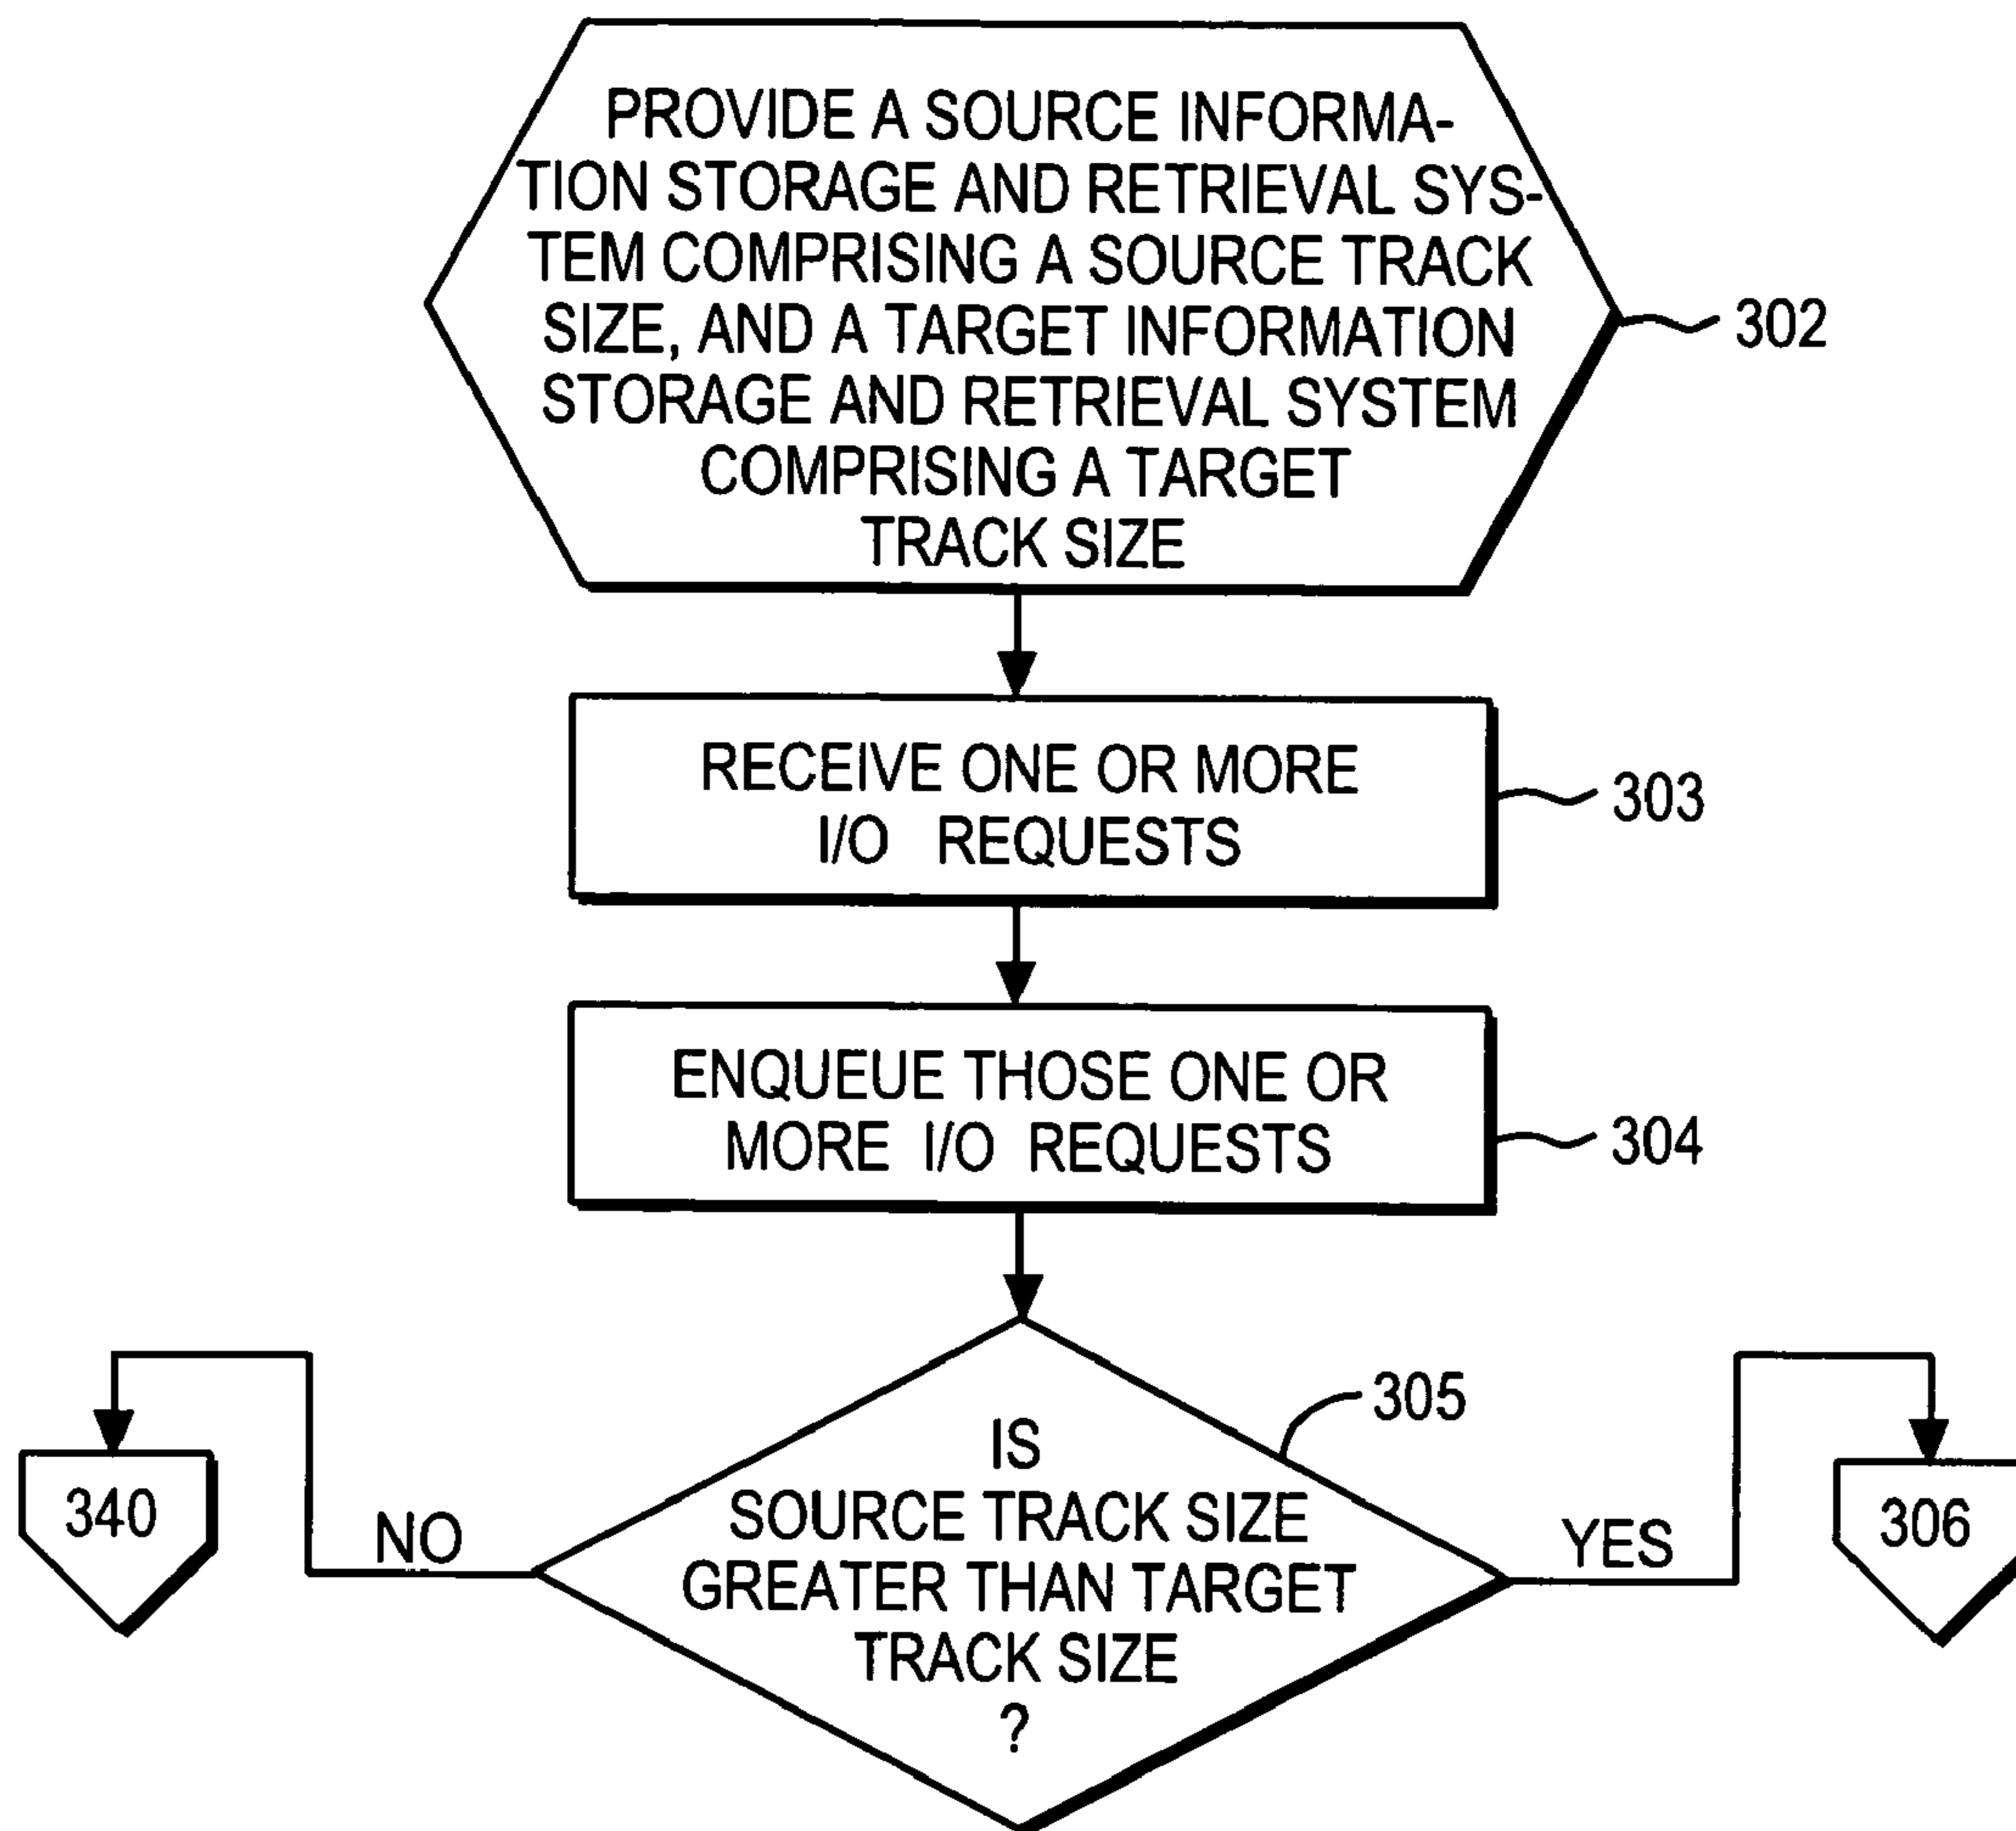 PROVIDE A SOURCE INFORMA-
TION STORAGE AND RETRIEVAL SYS-
TEM COMPRISING A SOURCE TRACK
SIZE, AND A TARGET INFORMATION
STORAGE AND RETRIEVAL SYSTEM
COMPRISING A TARGET
TRACK SIZE
302
RECEIVE ONE OR MORE
I/O REQUESTS
303
ENQUEUE THOSE ONE OR
MORE I/O REQUESTS
304
305
IS
SOURCE TRACK SIZE
GREATER THAN TARGET
TRACK SIZE
?
NO
340
YES
306